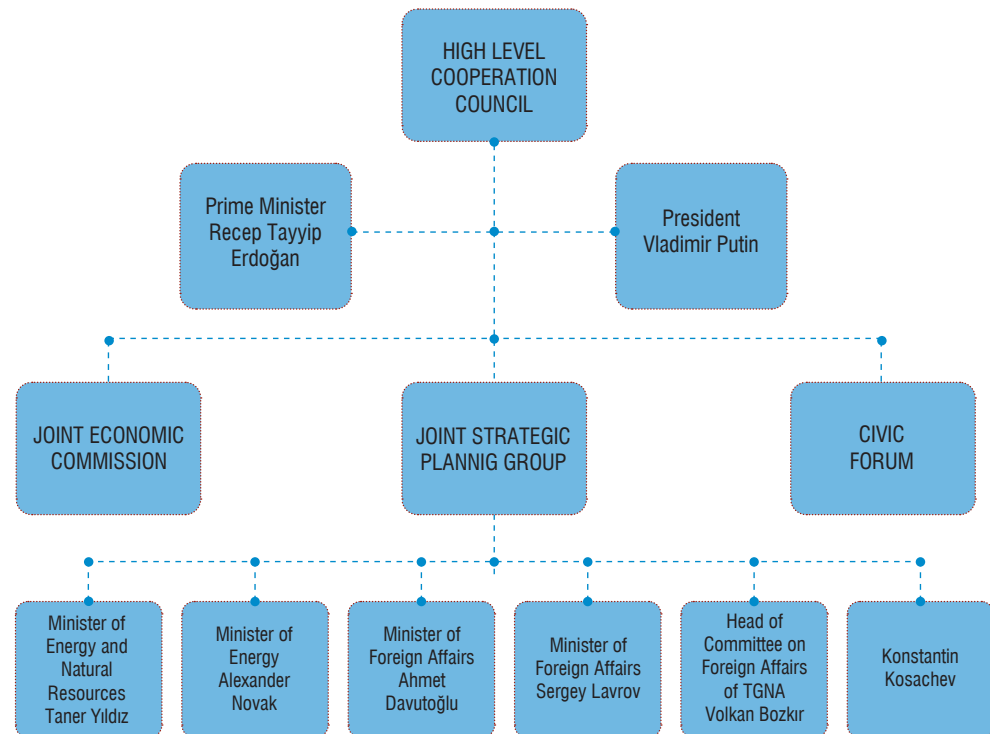 HIGH LEVEL
COOPERATION
COUNCIL
Prime Minister
Recep Tayyip
Erdoğan
President
Vladimir Putin
JOINT ECONOMIC
COMMISSION
JOINT STRATEGIC
PLANNIG GROUP
CIVIC
FORUM
Minister of
Energy and
Natural
Resources
Taner Yıldız
Minister of
Energy
Alexander
Novak
Minister of
Foreign Affairs
Ahmet
Davutoğlu
Minister of
Foreign Affairs
Sergey Lavrov
Head of
Committee on
Foreign Affairs
of TGNA
Volkan Bozkır
Konstantin
Kosachev